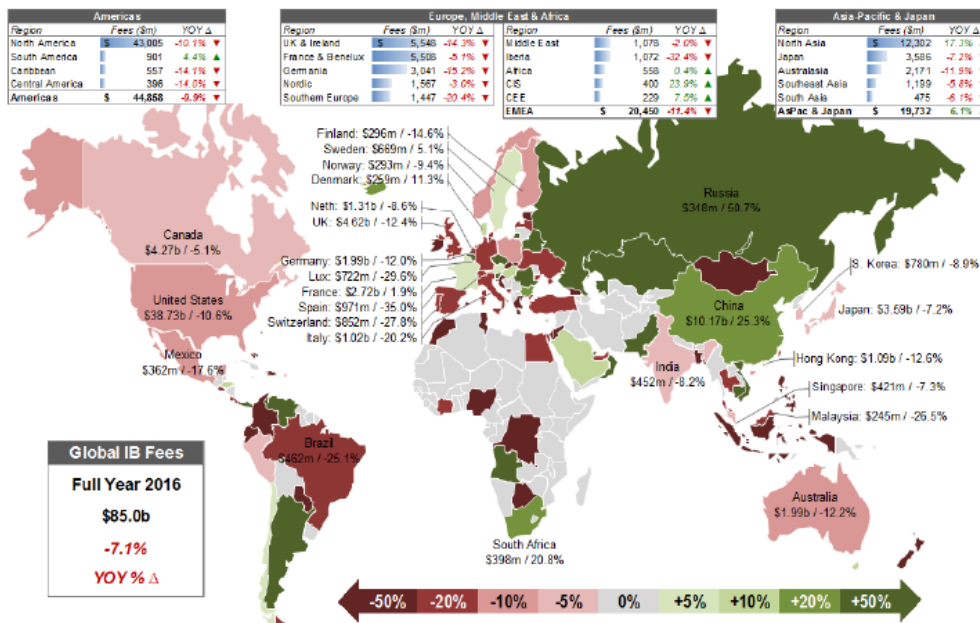 Americas
Region Fees ($m) YOY Δ
North America $ 43,005 -10.1% ▼
South America 901 4.4% ▲
Caribbean 557 -14.1% ▼
Central America 396 -14.0% ▼
Americas $ 44,858 -9.9% ▼
Europe, Middle East & Africa
Region Fees ($m) YOY Δ
UK & Ireland $ 5,548 -14.3% ▼
France & Benelux 5,508 -5.1% ▼
Germania 3,041 -15.2% ▼
Nordic 1,567 -3.0% ▼
Southern Europe 1,447 -20.4% ▼
Region Fees ($m) YOY Δ
Middle East 1,078 -2.0% ▼
Iberia 1,072 -32.4% ▼
Africa 558 0.4% ▲
CIS 400 23.9% ▲
CEE 229 7.5% ▲
EMEA $ 20,450 -11.4% ▼
Asia-Pacific & Japan
Region Fees ($m) YOY Δ
North Asia $ 12,302 17.3%
Japan 3,586 -7.2%
Australasia 2,171 -11.9%
Southeast Asia 1,199 -5.8%
South Asia 475 -6.1%
AsPac & Japan $ 19,732 6.1%
Finland: $296m / -14.6%
Sweden: $669m / 5.1%
Norway: $293m / -9.4%
Denmark: $259m / 11.3%
Neth: $1.31b / -8.6%
UK: $4.62b / -12.4%
Germany: $1.99b / -12.0%
Lux: $722m / -29.6%
France: $2.72b / 1.9%
Spain: $971m / -35.0%
Switzerland: $852m / -27.8%
Italy: $1.02b / -20.2%
Russia
$348m / 50.7%
Canada
$4.27b / -5.1%
United States
$38.73b / -10.6%
Mexico
$362m / -17.6%
China
$10.17b / 25.3%
S. Korea: $780m / -8.9%
Japan: $3.59b / -7.2%
India
$452m / -8.2%
Hong Kong: $1.09b / -12.6%
Singapore: $421m / -7.3%
Malaysia: $245m / -26.5%
Brazil
$462m / -25.1%
Australia
$1.99b / -12.2%
South Africa
$398m / 20.8%
Global IB Fees
Full Year 2016
$85.0b
-7.1%
YOY % Δ
-50% -20% -10% -5% 0% +5% +10% +20% +50%